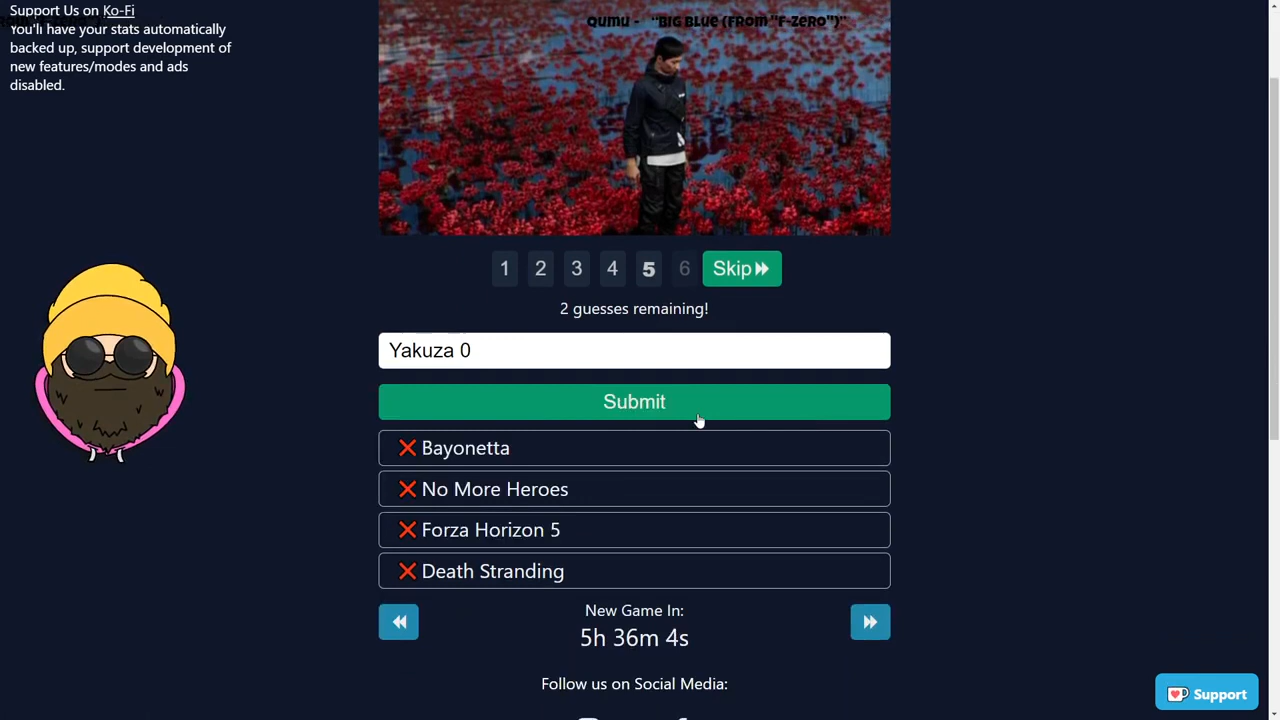 Support Us on Ko-Fi
You'll have your stats automatically
backed up, support development of
new features/modes and ads
disabled.
Qumu - "Big Blue (From "F-Zero")"
1 2 3 4 5 6 Skip
2 guesses remaining!
Yakuza 0
Submit
Bayonetta
No More Heroes
Forza Horizon 5
Death Stranding
New Game In:
5h 36m 4s
Follow us on Social Media:
Support